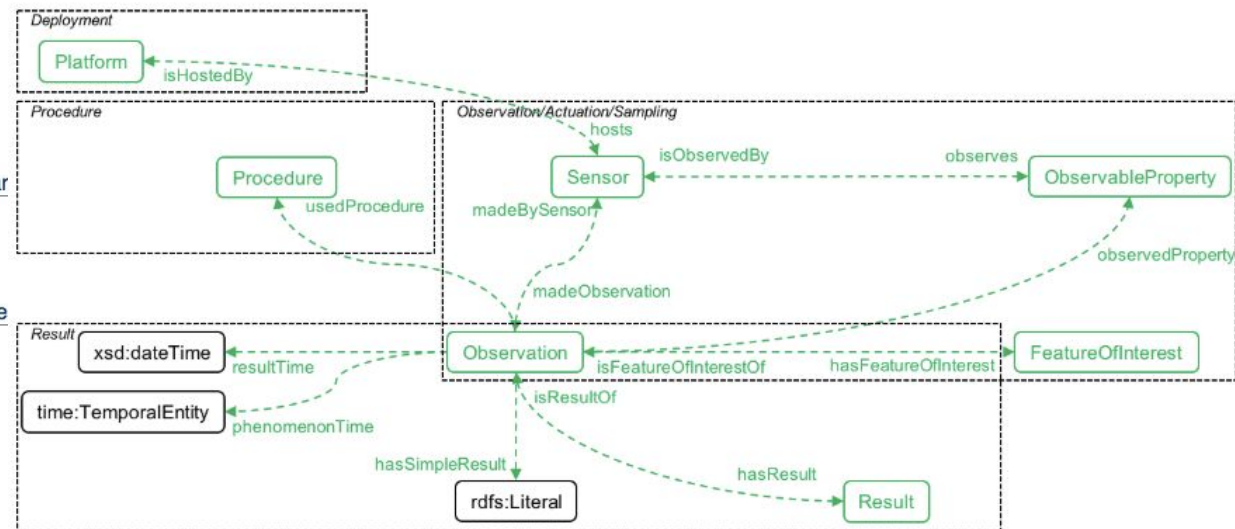 Deployment
Platform
isHostedBy
Procedure
Observation/Actuation/Sampling
hosts
Procedure
usedProcedure
Sensor
isObservedBy
observes
ObservableProperty
madeBySensor
observedProperty
madeObservation
Result
xsd:dateTime
resultTime
Observation
isFeatureOfInterestOf
hasFeatureOfInterest
FeatureOfInterest
time:TemporalEntity
phenomenonTime
isResultOf
hasSimpleResult
hasResult
rdfs:Literal
Result